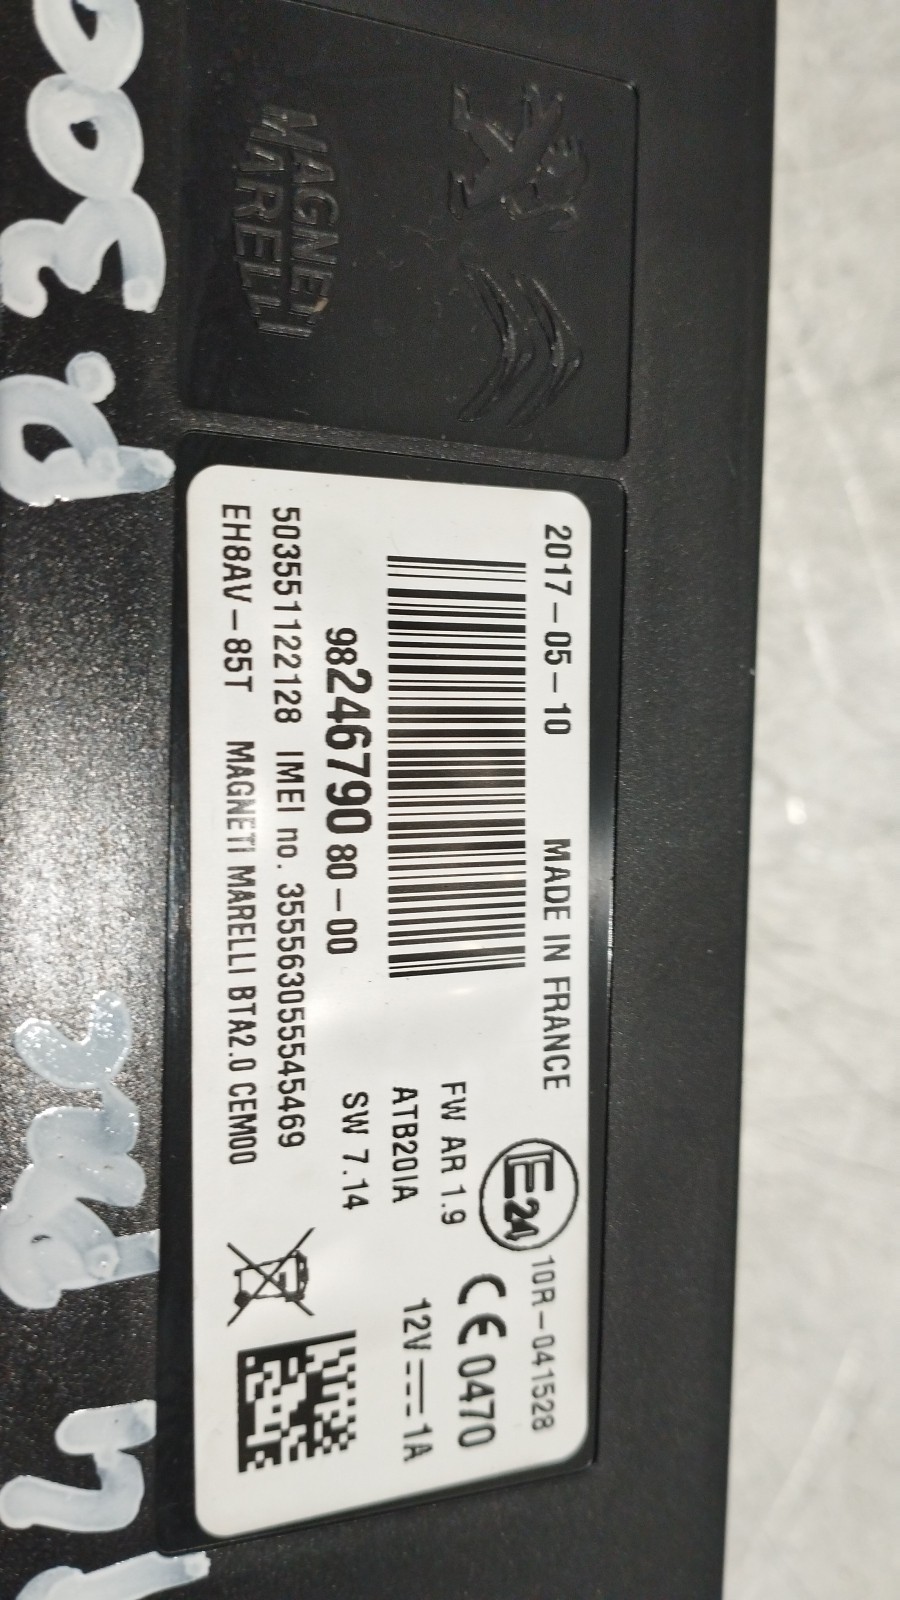 MAGNETI
MARELLI
2017-05-10 MADE IN FRANCE
E24
10R-041528
FW AR 1.9
CE 0470
ATB20IA
12V 1A
9824679080-00
SW 7.14
503551122128 IMEI no. 355563055545469
EH8AV-85T MAGNETI MARELLI BTA2.0 CEM00